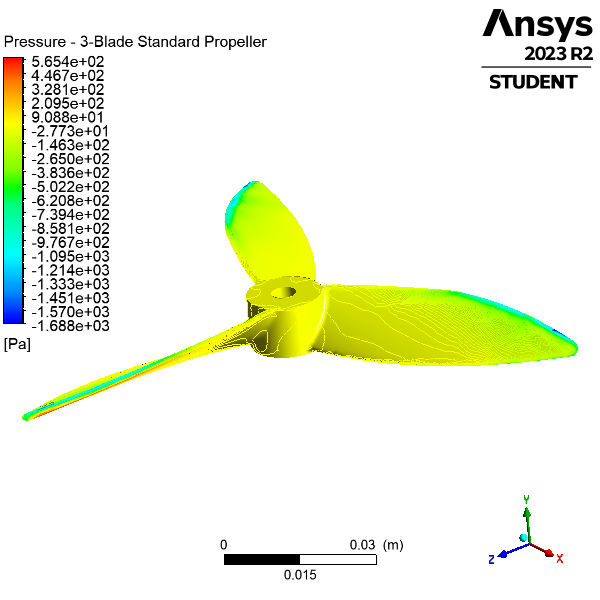 Ansys
2023 R2
STUDENT
Pressure - 3-Blade Standard Propeller
5.654e+02
4.467e+02
3.281e+02
2.095e+02
9.088e+01
-2.773e+01
-1.463e+02
-2.650e+02
-3.836e+02
-5.022e+02
-6.208e+02
-7.394e+02
-8.581e+02
-9.767e+02
-1.095e+03
-1.214e+03
-1.333e+03
-1.451e+03
-1.570e+03
-1.688e+03
[Pa]
0 0.03 (m)
0.015
Y
Z X